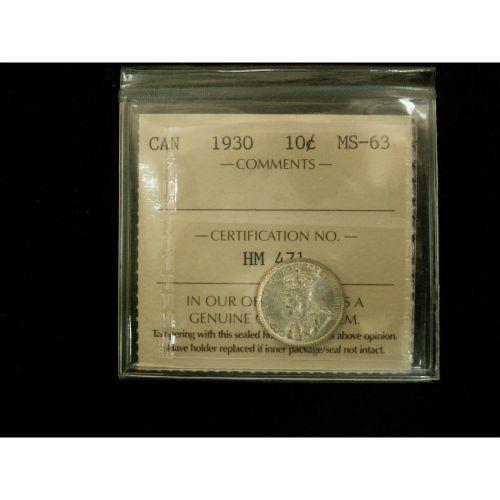 CAN 1930 10¢ MS-63
— COMMENTS —
— CERTIFICATION NO. —
HM 471
IN OUR S A
GENUINE
Tampering with this sealed above opinion.
Have holder replaced if inner package/seal not intact.